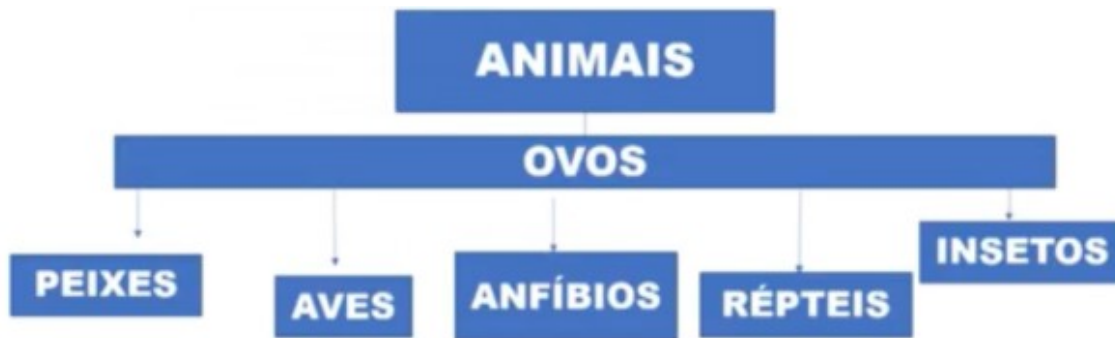 ANIMAIS
OVOS
PEIXES
AVES
ANFÍBIOS
RÉPTEIS
INSETOS